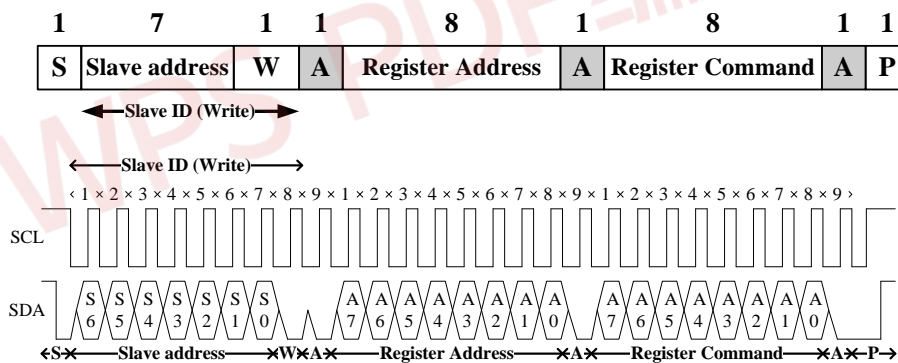 1 7 1 1 8 1 8 1 1
S Slave address W A Register Address A Register Command A P
Slave ID (Write)
Slave ID (Write)
1 2 3 4 5 6 7 8 9 1 2 3 4 5 6 7 8 9 1 2 3 4 5 6 7 8 9
SCL
SDA S6 S5 S4 S3 S2 S1 S0 A7 A6 A5 A4 A3 A2 A1 A0 A7 A6 A5 A4 A3 A2 A1 A0
S Slave address W A Register Address A Register Command A P
WPS PDF